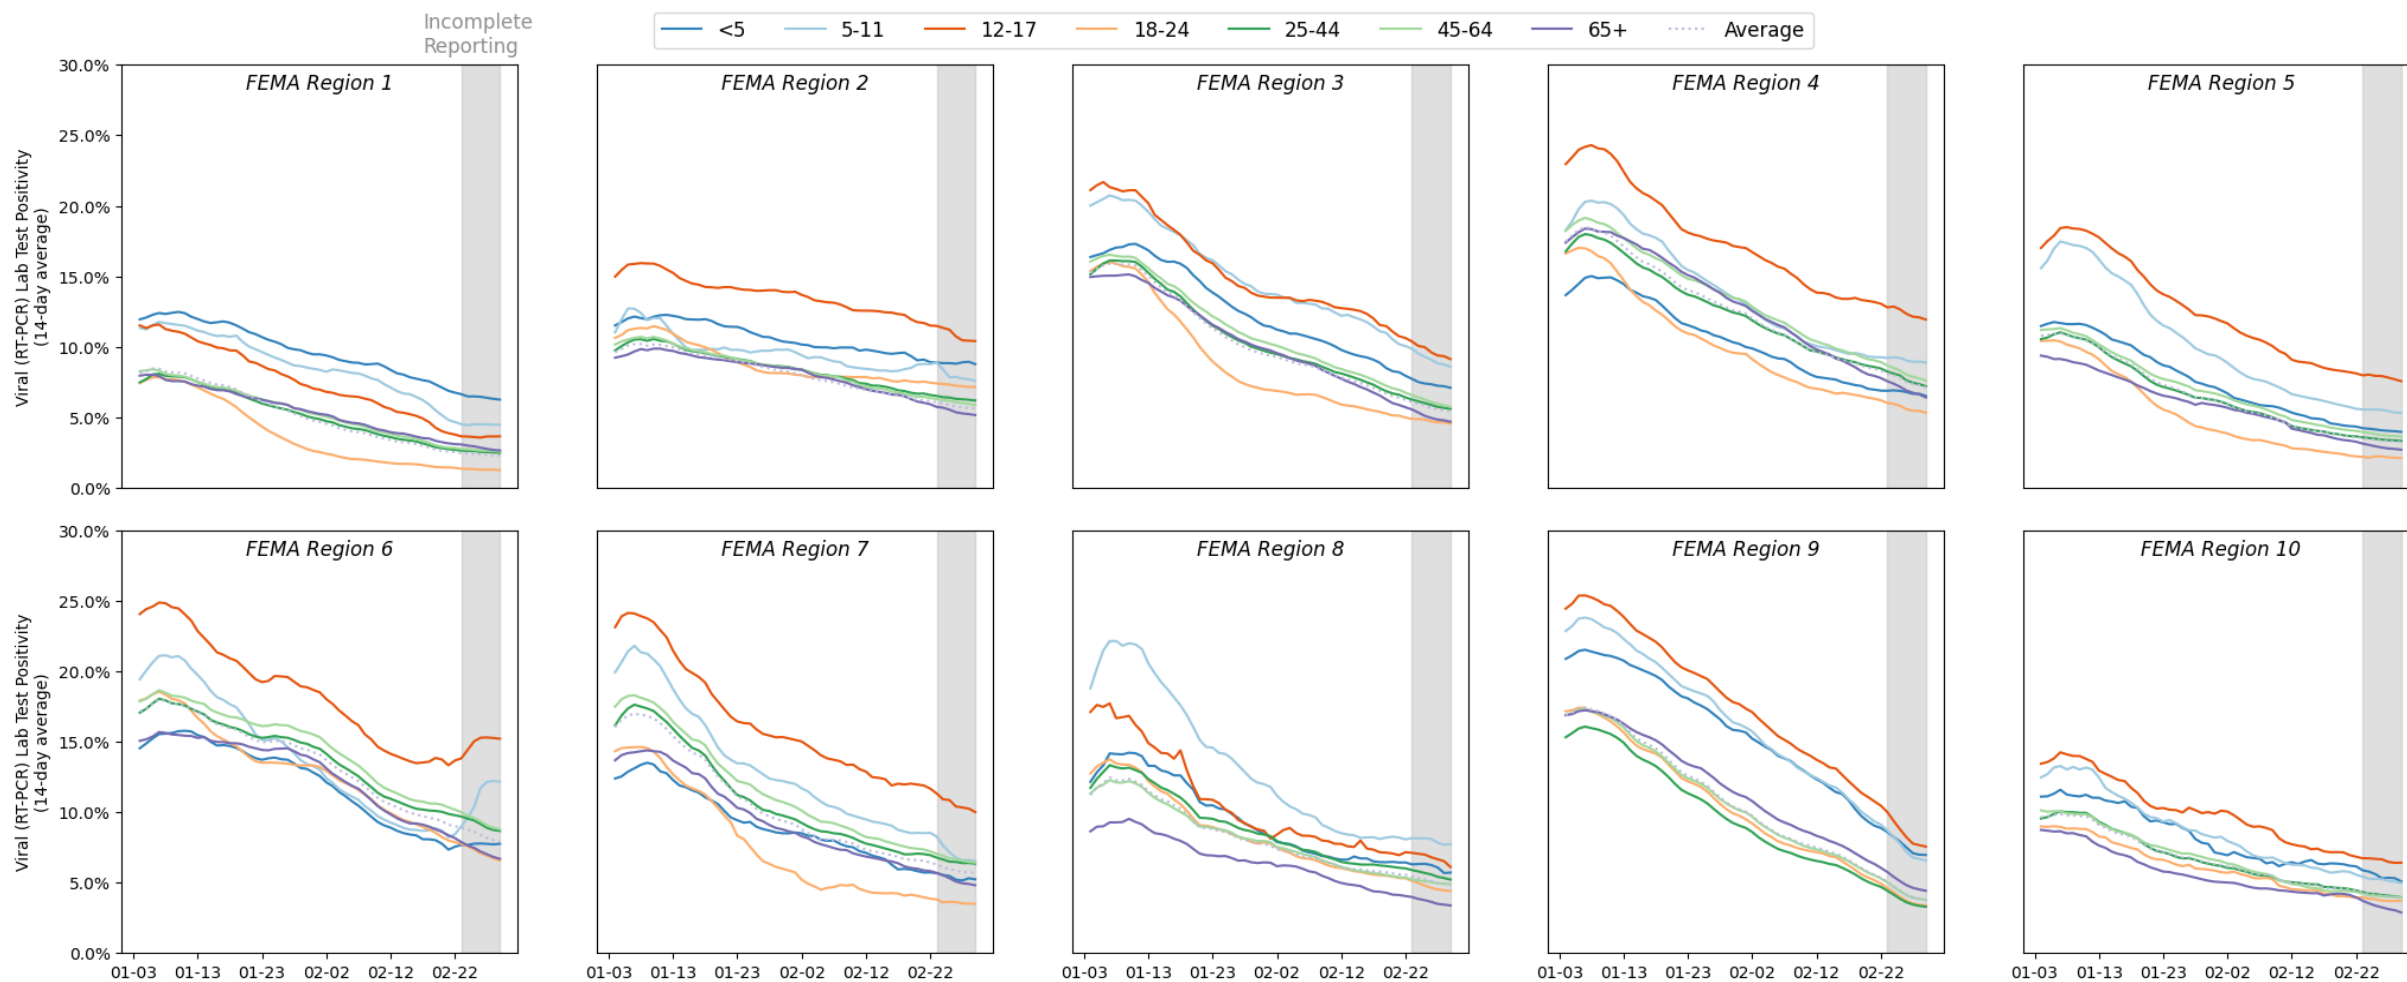 Incomplete
Reporting
<5 5-11 12-17 18-24 25-44 45-64 65+ Average
FEMA Region 1 FEMA Region 2 FEMA Region 3 FEMA Region 4 FEMA Region 5
Viral (RT-PCR) Lab Test Positivity
(14-day average)
30.0%
25.0%
20.0%
15.0%
10.0%
5.0%
0.0%
FEMA Region 6 FEMA Region 7 FEMA Region 8 FEMA Region 9 FEMA Region 10
Viral (RT-PCR) Lab Test Positivity
(14-day average)
30.0%
25.0%
20.0%
15.0%
10.0%
5.0%
0.0%
01-03 01-13 01-23 02-02 02-12 02-22 01-03 01-13 01-23 02-02 02-12 02-22 01-03 01-13 01-23 02-02 02-12 02-22 01-03 01-13 01-23 02-02 02-12 02-22 01-03 01-13 01-23 02-02 02-12 02-22